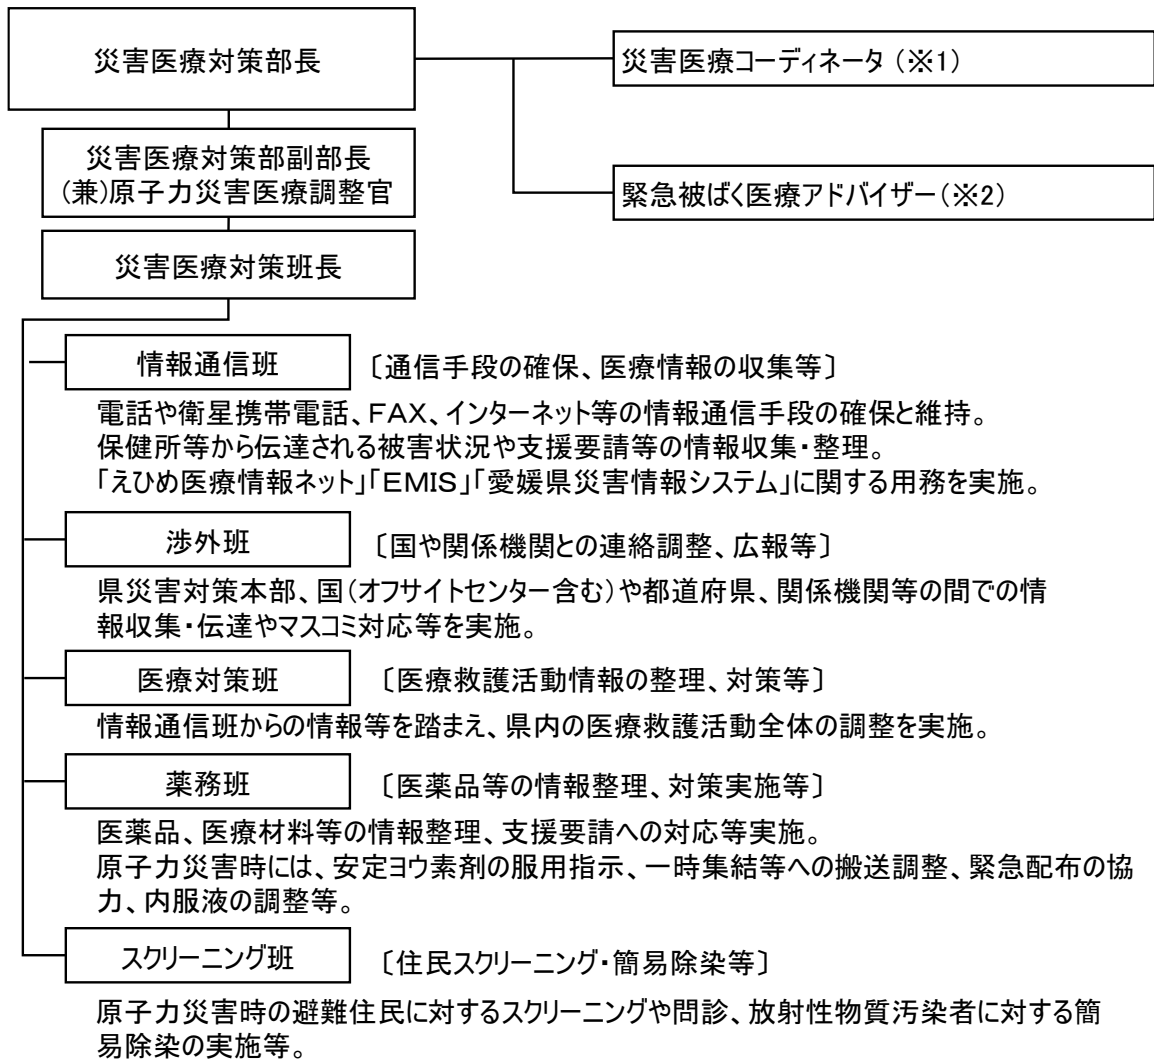 災害医療対策部長
災害医療コーディネータ（※1）
災害医療対策部副部長
(兼)原子力災害医療調整官
緊急被ばく医療アドバイザー（※2）
災害医療対策班長
情報通信班 〔通信手段の確保、医療情報の収集等〕
電話や衛星携帯電話、FAX、インターネット等の情報通信手段の確保と維持。
保健所等から伝達される被害状況や支援要請等の情報収集・整理。
「えひめ医療情報ネット」「EMIS」「愛媛県災害情報システム」に関する用務を実施。
渉外班 〔国や関係機関との連絡調整、広報等〕
県災害対策本部、国（オフサイトセンター含む）や都道府県、関係機関等の間での情
報収集・伝達やマスコミ対応等を実施。
医療対策班 〔医療救護活動情報の整理、対策等〕
情報通信班からの情報等を踏まえ、県内の医療救護活動全体の調整を実施。
薬務班 〔医薬品等の情報整理、対策実施等〕
医薬品、医療材料等の情報整理、支援要請への対応等実施。
原子力災害時には、安定ヨウ素剤の服用指示、一時集結等への搬送調整、緊急配布の協
力、内服液の調整等。
スクリーニング班 〔住民スクリーニング・簡易除染等〕
原子力災害時の避難住民に対するスクリーニングや問診、放射性物質汚染者に対する簡
易除染の実施等。